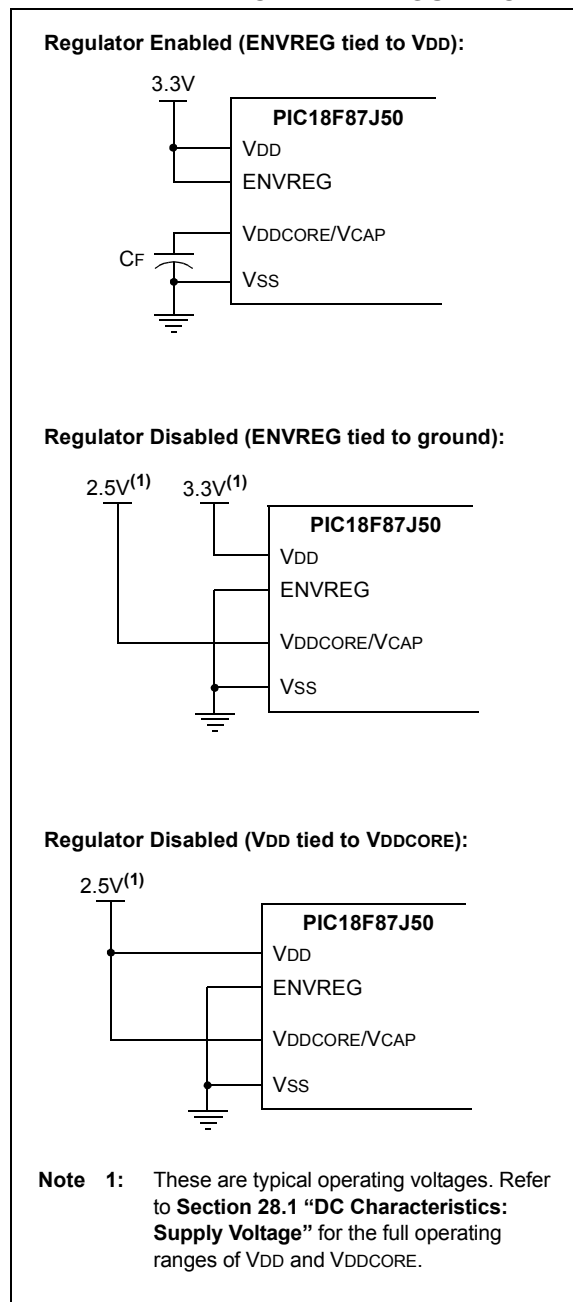 Regulator Enabled (ENVREG tied to VDD):
3.3V
PIC18F87J50
VDD
ENVREG
VDDCORE/VCAP
CF
VSS
Regulator Disabled (ENVREG tied to ground):
2.5V(1) 3.3V(1)
PIC18F87J50
VDD
ENVREG
VDDCORE/VCAP
VSS
Regulator Disabled (VDD tied to VDDCORE):
2.5V(1)
PIC18F87J50
VDD
ENVREG
VDDCORE/VCAP
VSS
Note 1: These are typical operating voltages. Refer
to Section 28.1 “DC Characteristics:
Supply Voltage” for the full operating
ranges of VDD and VDDCORE.